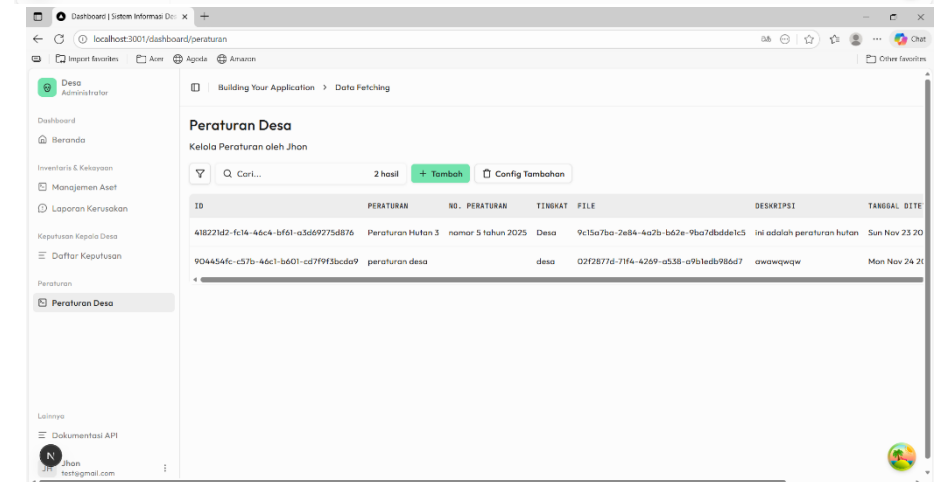 Dashboard | Sistem Informasi Des
localhost:3001/dashboard/peraturan
Chat
Import favorites
Acer
Agoda
Amazon
Other favorites
Desa
Administrator
Building Your Application > Data Fetching
Dashboard
Beranda
Inventaris & Kekayaan
Manajemen Aset
Laporan Kerusakan
Keputusan Kepala Desa
Daftar Keputusan
Peraturan
Peraturan Desa
Lainnya
Dokumentasi API
N
Jhon
test@gmail.com
Peraturan Desa
Kelola Peraturan oleh Jhon
Cari... 2 hasil + Tambah Config Tambahan
ID PERATURAN NO. PERATURAN TINGKAT FILE DESKRIPSI TANGGAL DITE
418221d2-fc14-46c4-bf61-a3d69275d876 Peraturan Hutan 3 nomor 5 tahun 2025 Desa 9c15a7ba-2e84-4a2b-b62e-9ba7dbdde1c5 ini adalah peraturan hutan Sun Nov 23 20
904454fc-c57b-46c1-b601-cd7f9f3bcda9 peraturan desa desa 02f2877d-71f4-4269-a538-a9b1edb986d7 awawqwqw Mon Nov 24 20